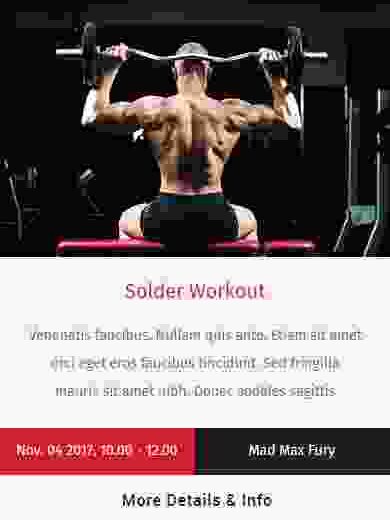 Solder Workout
Venenatis faucibus. Nullam quis ante. Etiam sit amet
orci eget eros faucibus tincidunt. Sed fringilla
mauris sit amet nibh. Donec sodales sagittis
Nov. 04 2017, 10.00 - 12.00
Mad Max Fury
More Details & Info